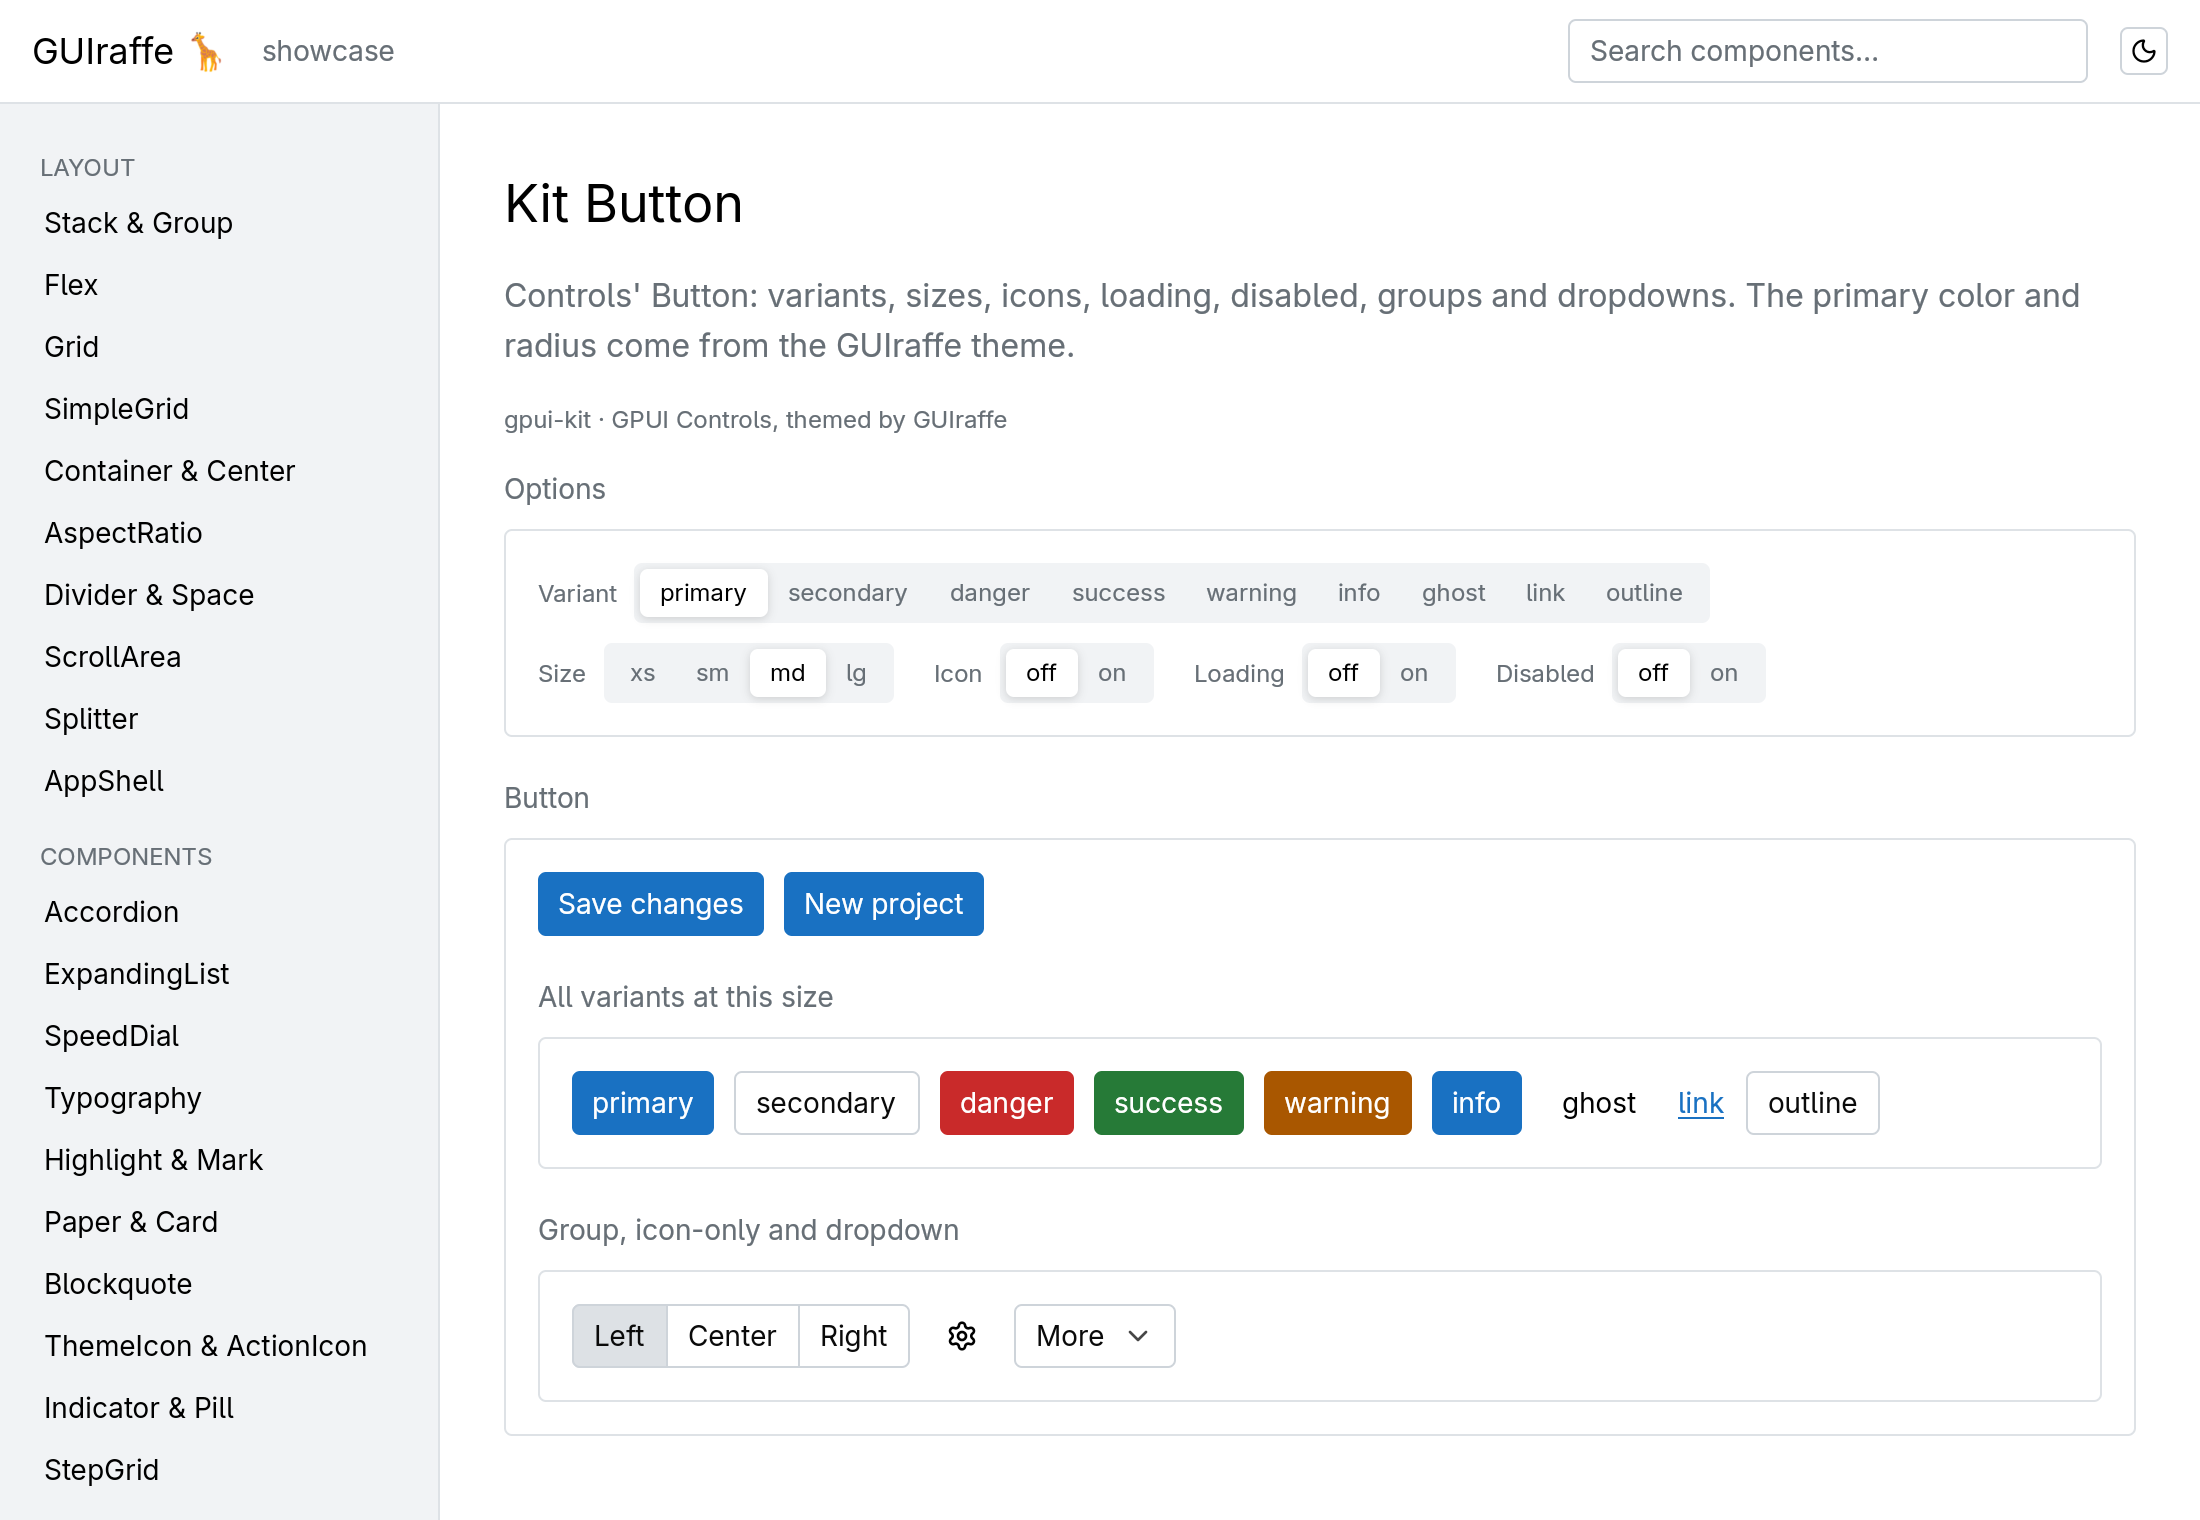 GUIraffe 🦒 showcase
Search components...
LAYOUT
Stack & Group
Flex
Grid
SimpleGrid
Container & Center
AspectRatio
Divider & Space
ScrollArea
Splitter
AppShell
COMPONENTS
Accordion
ExpandingList
SpeedDial
Typography
Highlight & Mark
Paper & Card
Blockquote
ThemeIcon & ActionIcon
Indicator & Pill
StepGrid
Kit Button
Controls' Button: variants, sizes, icons, loading, disabled, groups and dropdowns. The primary color and
radius come from the GUIraffe theme.
gpui-kit · GPUI Controls, themed by GUIraffe
Options
Variant primary secondary danger success warning info ghost link outline
Size xs sm md lg Icon off on Loading off on Disabled off on
Button
Save changes New project
All variants at this size
primary secondary danger success warning info ghost link outline
Group, icon-only and dropdown
Left Center Right More